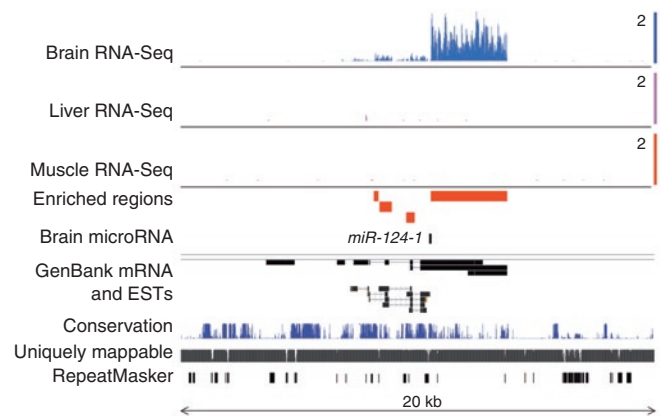 2
Brain RNA-Seq
2
Liver RNA-Seq
2
Muscle RNA-Seq
Enriched regions
Brain microRNA
miR-124-1
GenBank mRNA
and ESTs
Conservation
Uniquely mappable
RepeatMasker
20 kb